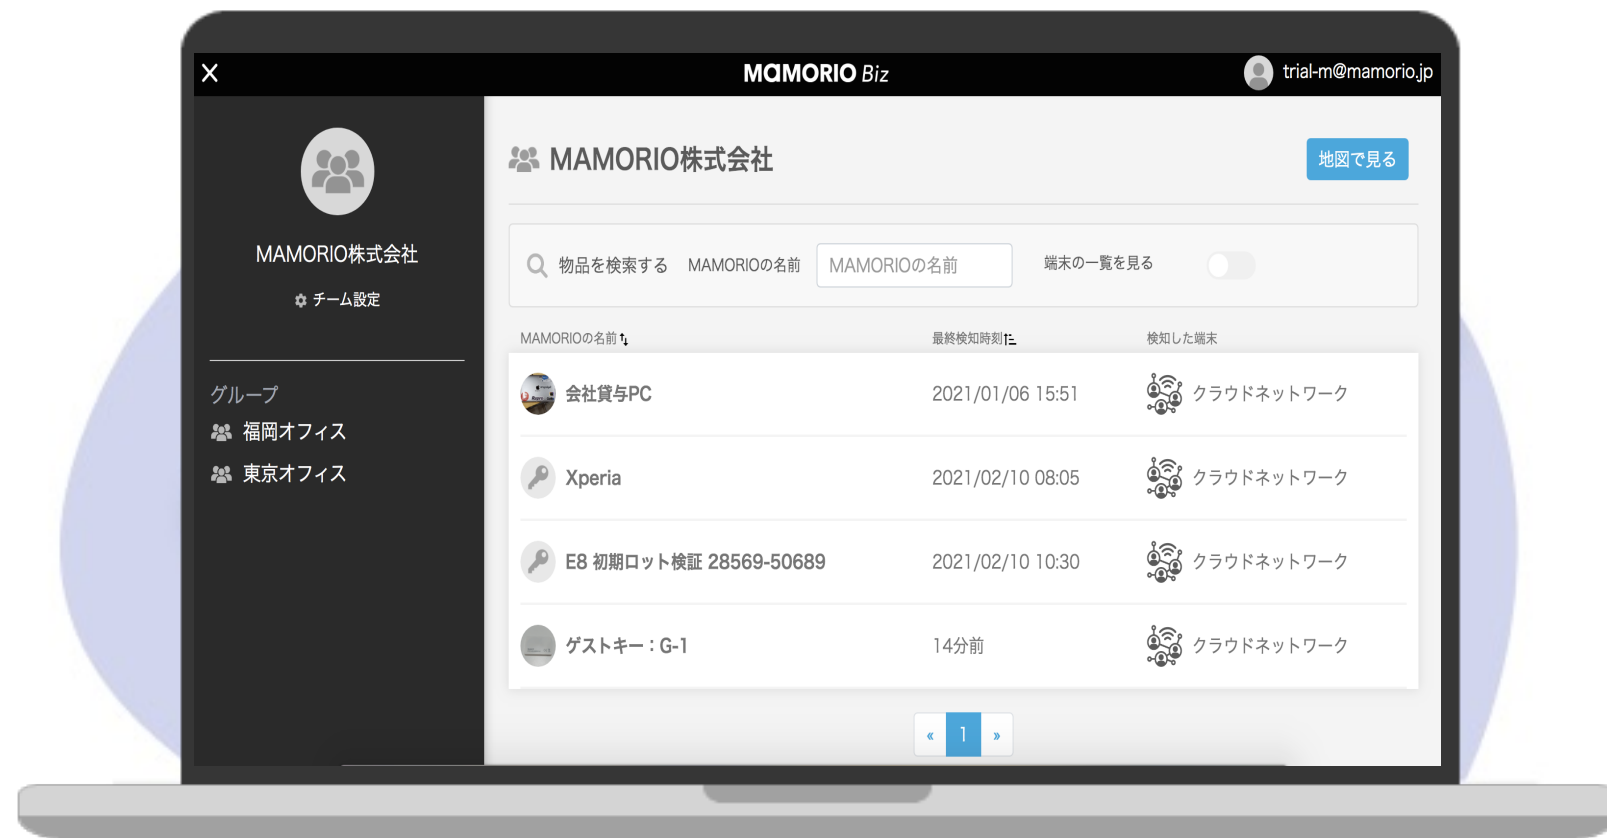 MAMORIO Biz
trial-m@mamorio.jp
MAMORIO株式会社
チーム設定
グループ
福岡オフィス
東京オフィス
MAMORIO株式会社
地図で見る
物品を検索する MAMORIOの名前 MAMORIOの名前 端末の一覧を見る
MAMORIOの名前 最終検知時刻 検知した端末
会社貸与PC 2021/01/06 15:51 クラウドネットワーク
Xperia 2021/02/10 08:05 クラウドネットワーク
E8 初期ロット検証 28569-50689 2021/02/10 10:30 クラウドネットワーク
ゲストキー：G-1 14分前 クラウドネットワーク
« 1 »